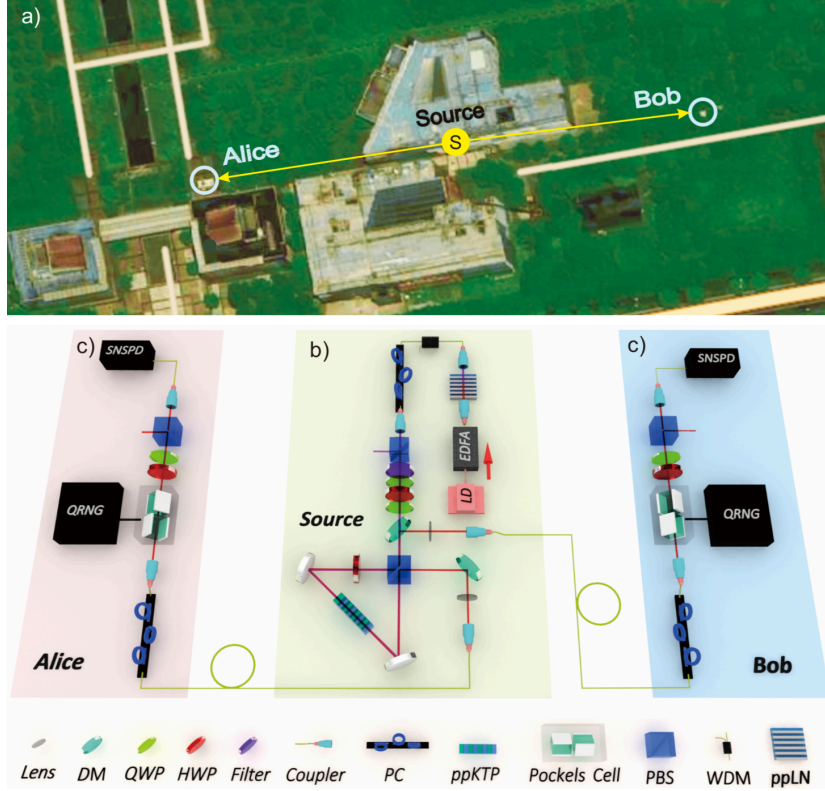 a)
Source
Bob
S
Alice
c)
SNSPD
b)
c)
SNSPD
EDFA
LD
QRNG
Source
QRNG
Alice
Bob
Lens DM QWP HWP Filter Coupler PC ppKTP Pockels Cell PBS WDM ppLN